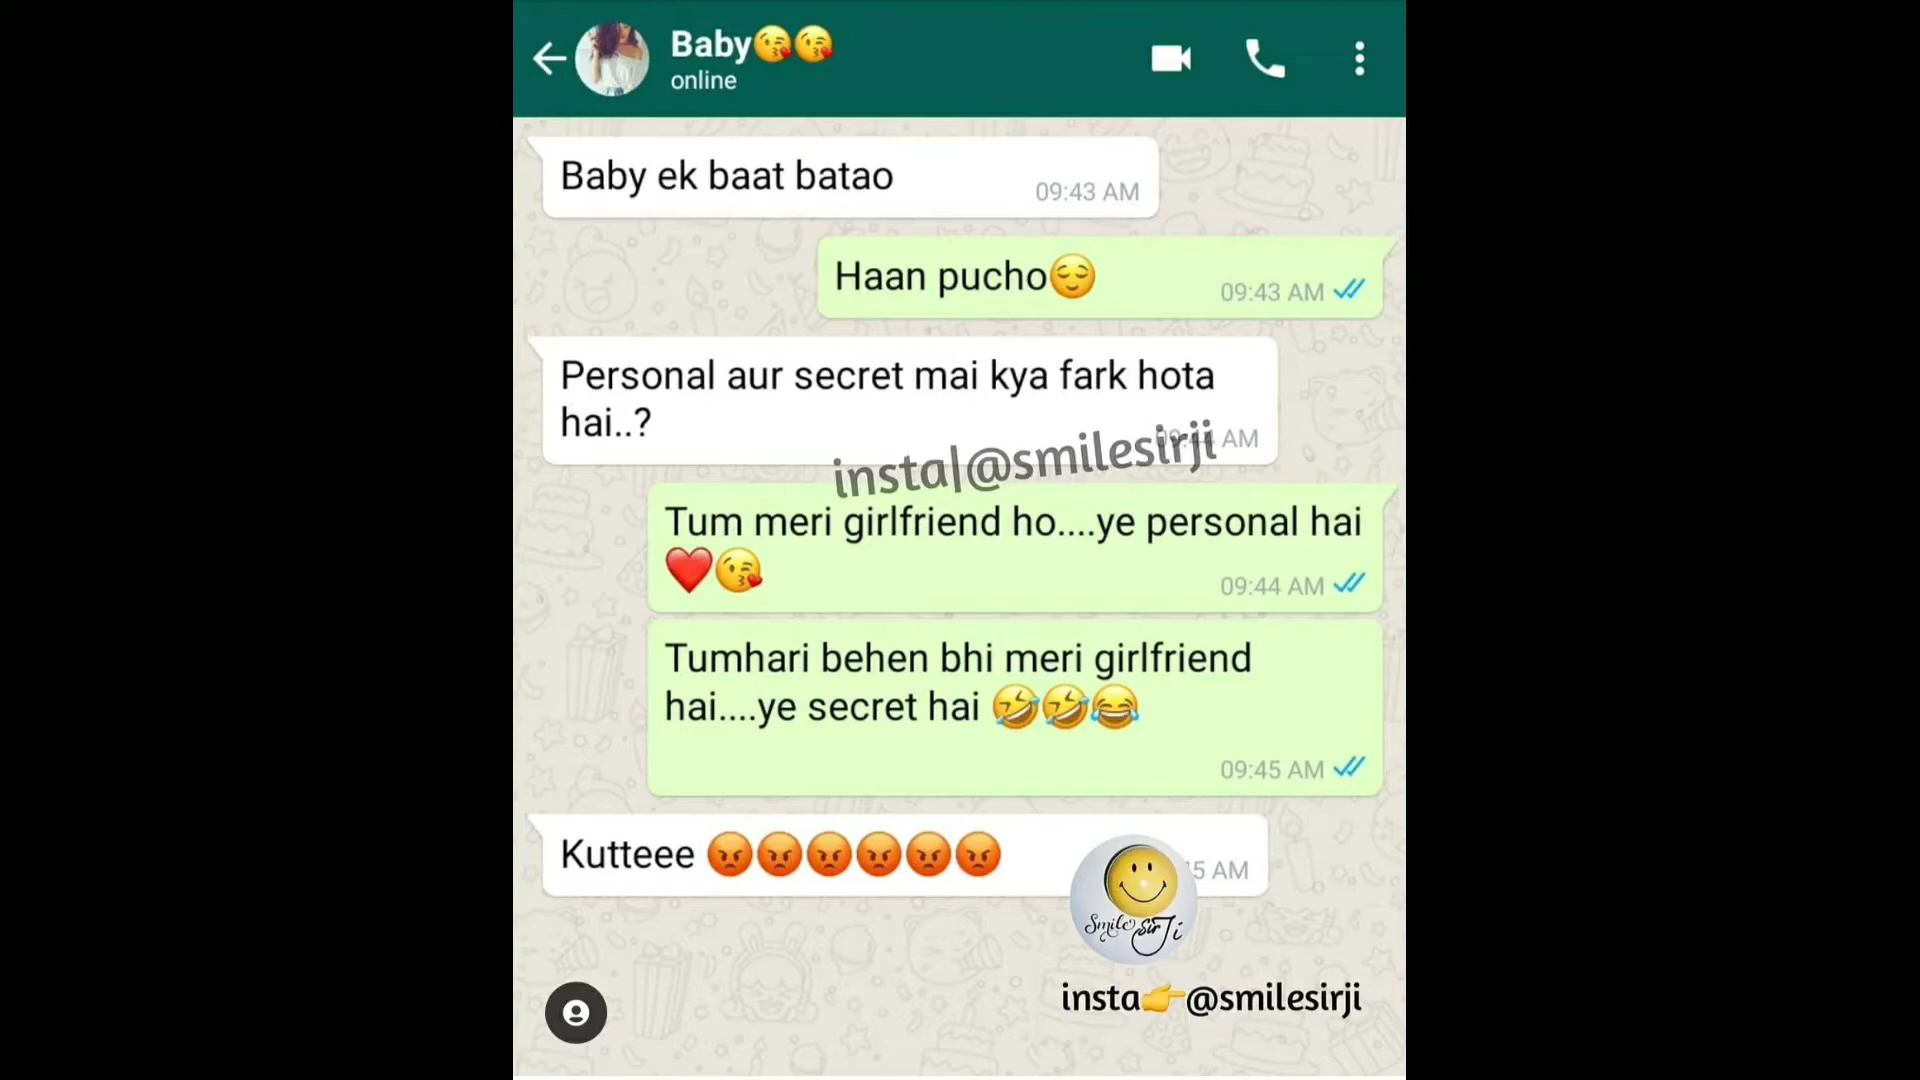 Baby😘😘
online
Baby ek baat batao
09:43 AM
Haan pucho😌
09:43 AM
Personal aur secret mai kya fark hota
hai..?
AM
insta|@smilesirji
Tum meri girlfriend ho....ye personal hai
❤️😘
09:44 AM
Tumhari behen bhi meri girlfriend
hai....ye secret hai 🤣🤣😂
09:45 AM
Kutteee 😡😡😡😡😡😡
5 AM
Smile Sir Ji
insta👉@smilesirji